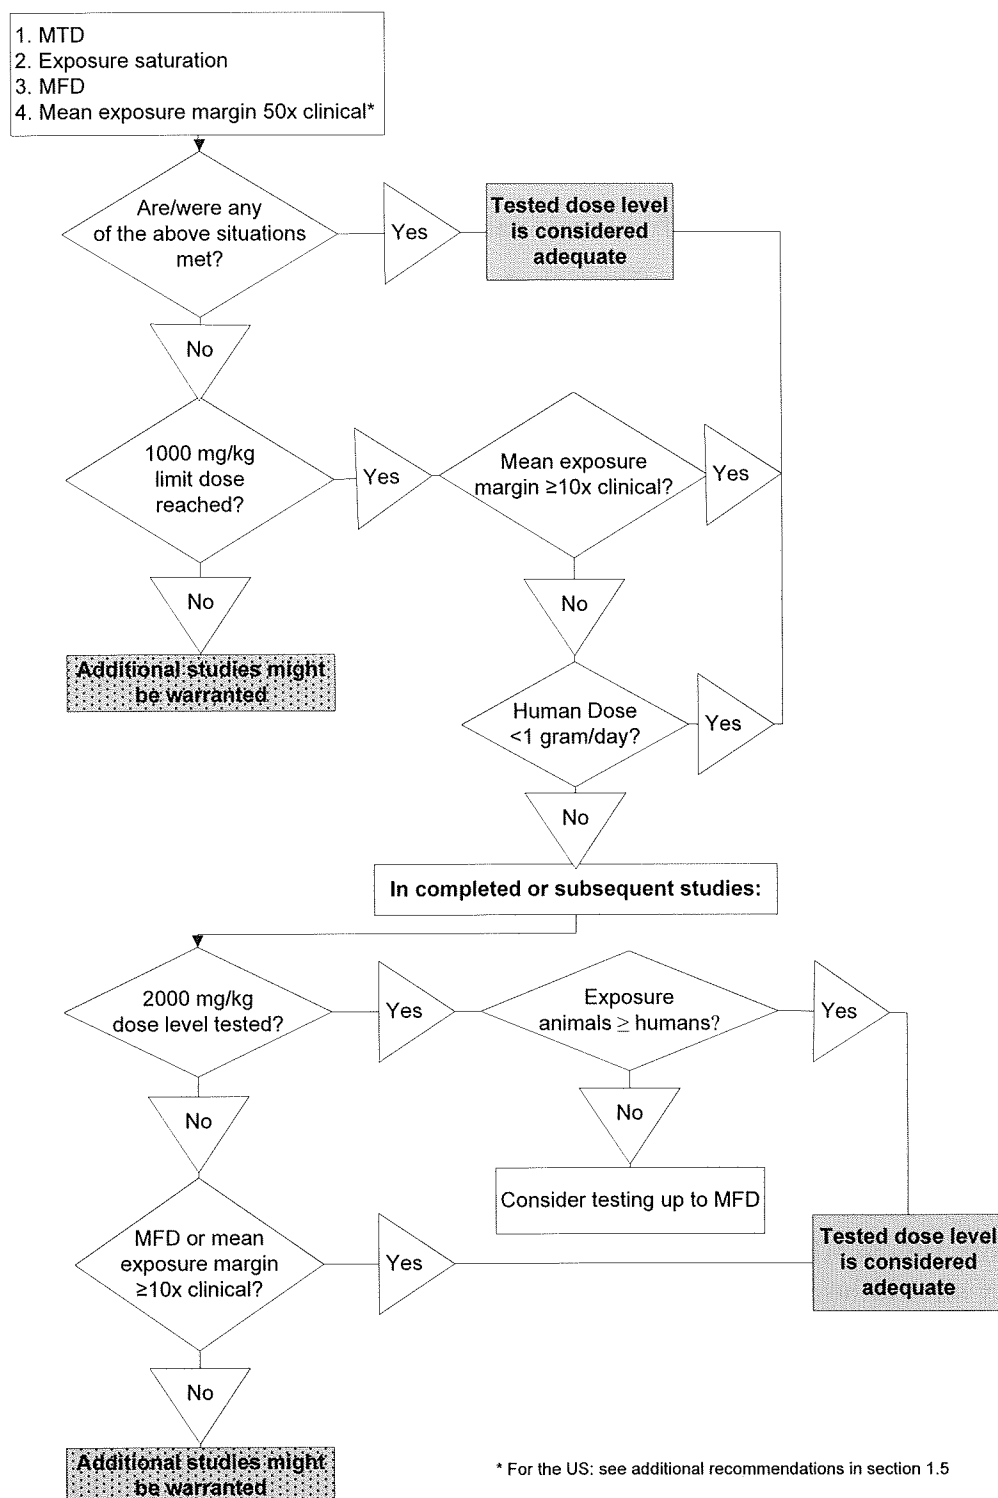 1. MTD
2. Exposure saturation
3. MFD
4. Mean exposure margin 50x clinical*
Are/were any
of the above situations
met?
Yes
Tested dose level
is considered
adequate
No
1000 mg/kg
limit dose
reached?
Yes
Mean exposure
margin ≥10x clinical?
Yes
No
No
Additional studies might
be warranted
Human Dose
<1 gram/day?
Yes
No
In completed or subsequent studies:
2000 mg/kg
dose level tested?
Yes
Exposure
animals ≥ humans?
Yes
No
No
Consider testing up to MFD
MFD or mean
exposure margin
≥10x clinical?
Yes
Tested dose level
is considered
adequate
No
Additional studies might
be warranted
* For the US: see additional recommendations in section 1.5